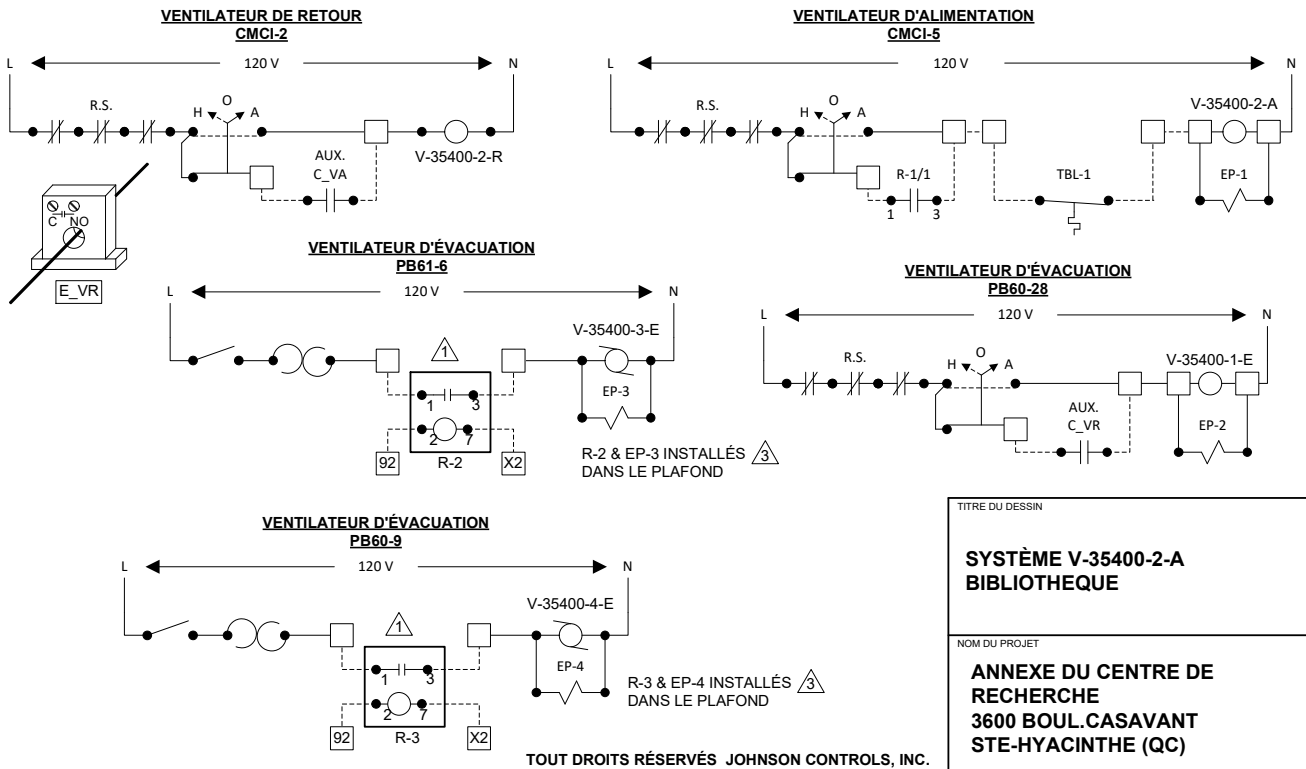 VENTILATEUR DE RETOUR
CMCI-2
L
120 V
N
R.S.
H
O
A
AUX.
C_VA
V-35400-2-R
C
NO
E_VR
VENTILATEUR D'ALIMENTATION
CMCI-5
L
120 V
N
R.S.
H
O
A
R-1/1
1
3
TBL-1
V-35400-2-A
EP-1
VENTILATEUR D'ÉVACUATION
PB61-6
L
120 V
N
1
V-35400-3-E
EP-3
1
3
2
7
92
R-2
X2
R-2 & EP-3 INSTALLÉS 3
DANS LE PLAFOND
VENTILATEUR D'ÉVACUATION
PB60-28
L
120 V
N
R.S.
H
O
A
AUX.
C_VR
V-35400-1-E
EP-2
VENTILATEUR D'ÉVACUATION
PB60-9
L
120 V
N
1
V-35400-4-E
EP-4
1
3
2
7
92
R-3
X2
R-3 & EP-4 INSTALLÉS 3
DANS LE PLAFOND
TOUT DROITS RÉSERVÉS JOHNSON CONTROLS, INC.
TITRE DU DESSIN
SYSTÈME V-35400-2-A
BIBLIOTHEQUE
NOM DU PROJET
ANNEXE DU CENTRE DE
RECHERCHE
3600 BOUL.CASAVANT
STE-HYACINTHE (QC)